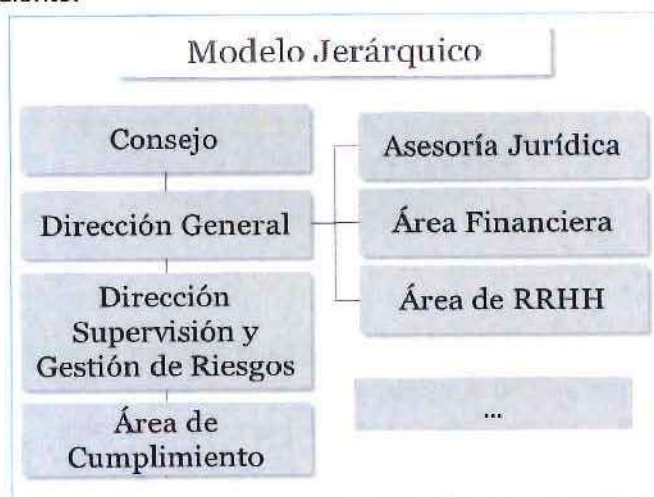 Modelo Jerárquico
Consejo
Dirección General
Dirección
Supervisión y
Gestión de Riesgos
Área de
Cumplimiento
Asesoría Jurídica
Área Financiera
Área de RRHH
...